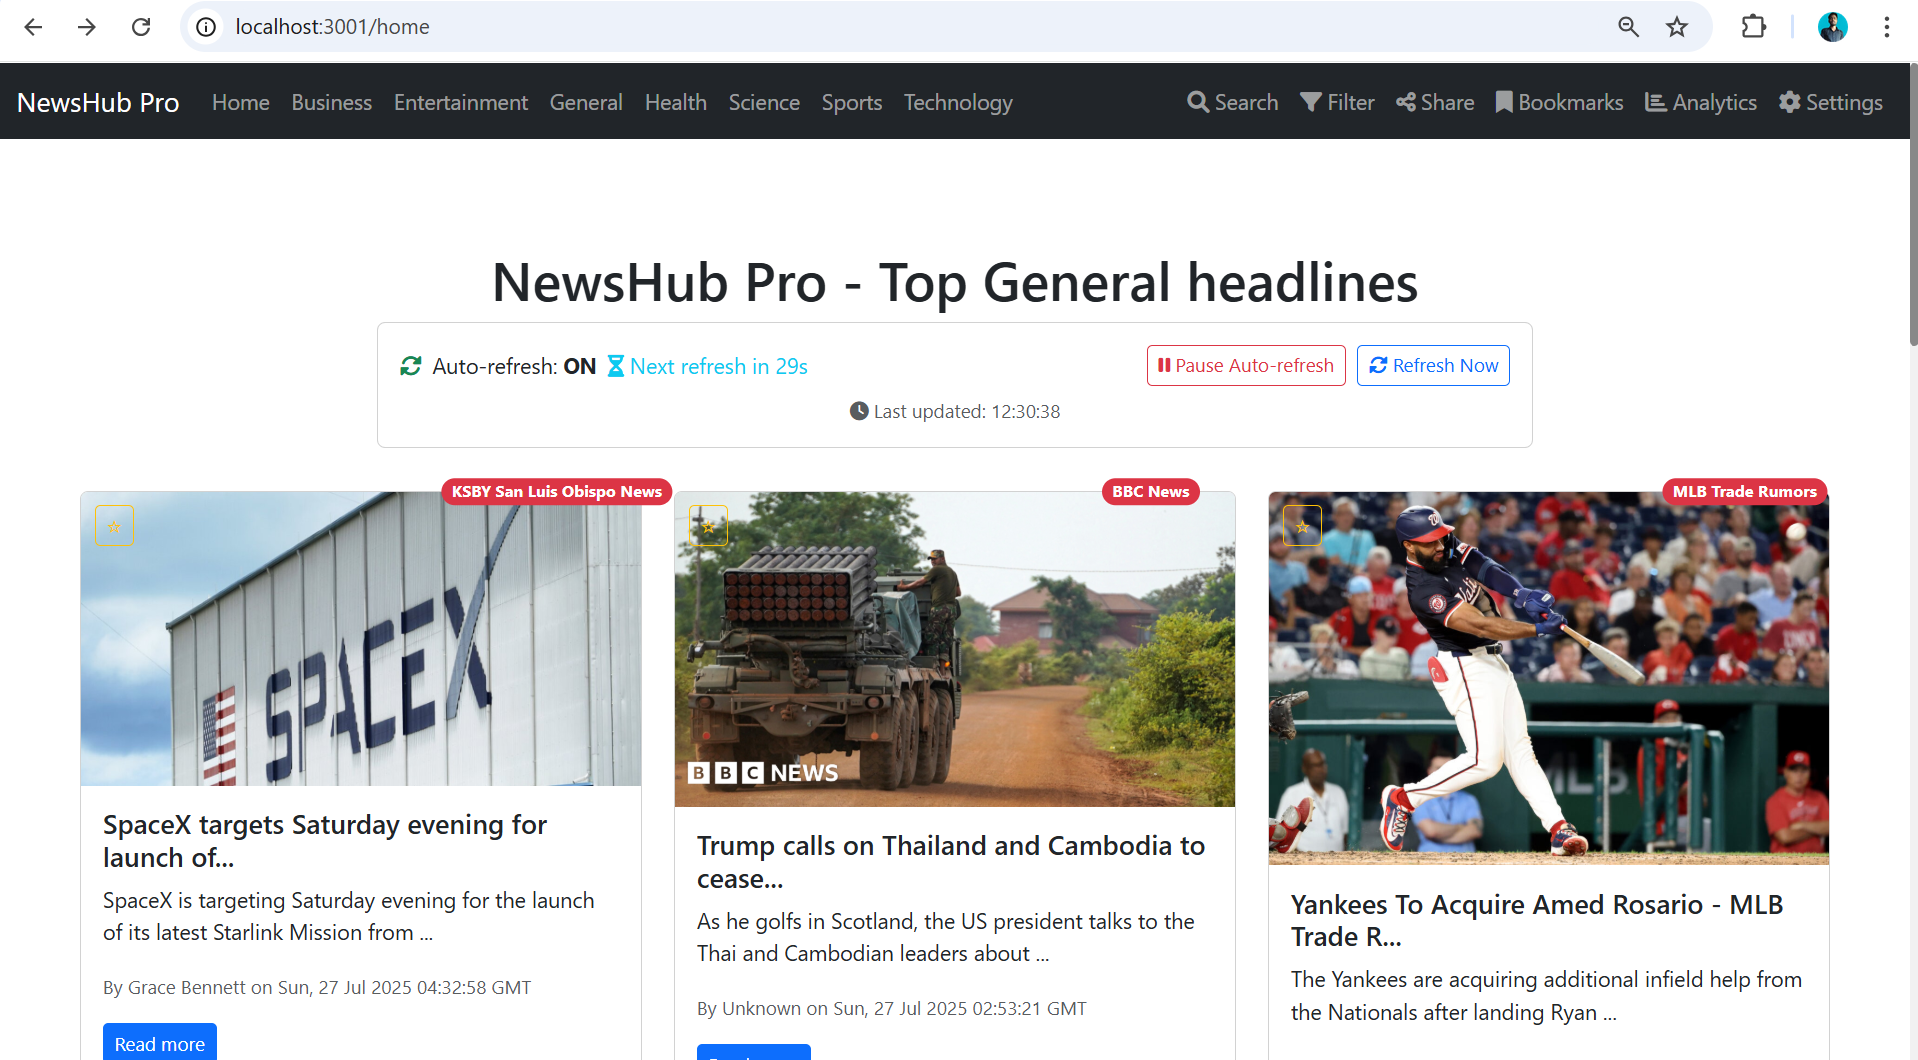 localhost:3001/home
NewsHub Pro Home Business Entertainment General Health Science Sports Technology Search Filter Share Bookmarks Analytics Settings
NewsHub Pro - Top General headlines
Auto-refresh: ON Next refresh in 29s Pause Auto-refresh Refresh Now
Last updated: 12:30:38
KSBY San Luis Obispo News
SPACEX
SpaceX targets Saturday evening for
launch of...
SpaceX is targeting Saturday evening for the launch
of its latest Starlink Mission from ...
By Grace Bennett on Sun, 27 Jul 2025 04:32:58 GMT
Read more
BBC News
BBC NEWS
Trump calls on Thailand and Cambodia to
cease...
As he golfs in Scotland, the US president talks to the
Thai and Cambodian leaders about ...
By Unknown on Sun, 27 Jul 2025 02:53:21 GMT
MLB Trade Rumors
MLB
Yankees To Acquire Amed Rosario - MLB
Trade R...
The Yankees are acquiring additional infield help from
the Nationals after landing Ryan ...